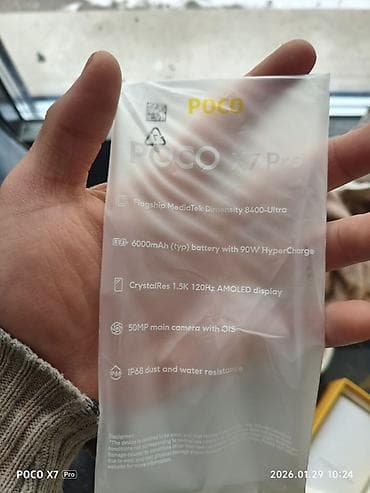 POCO
POCO X7 Pro
Flagship MediaTek Dimensity 8400-Ultra
6000mAh (typ) battery with 90W HyperCharge
CrystalRes 1.5K 120Hz AMOLED display
50MP main camera with OIS
IP68 dust and water resistance
Disclaimer:
POCO X7 Pro
2026.01.29 10:24